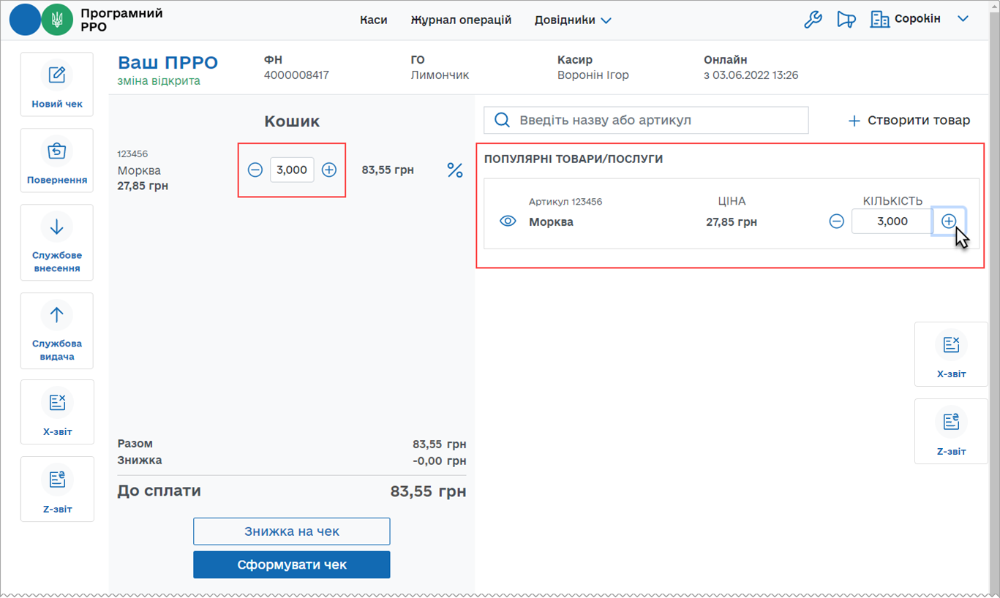 Програмний
РРО
Каси
Журнал операцій
Довідники
Сорокін
Новий чек
Повернення
Службове
внесення
Службова
видача
X-звіт
Z-звіт
Ваш ПРРО
зміна відкрита
ФН
4000008417
ГО
Лимончик
Касир
Воронін Ігор
Онлайн
з 03.06.2022 13:26
Кошик
123456
Морква
27,85 грн
3,000
83,55 грн
Разом
83,55 грн
Знижка
-0,00 грн
До сплати
83,55 грн
Знижка на чек
Сформувати чек
Введіть назву або артикул
Створити товар
ПОПУЛЯРНІ ТОВАРИ/ПОСЛУГИ
Артикул 123456
Морква
ЦІНА
27,85 грн
КІЛЬКІСТЬ
3,000
X-звіт
Z-звіт